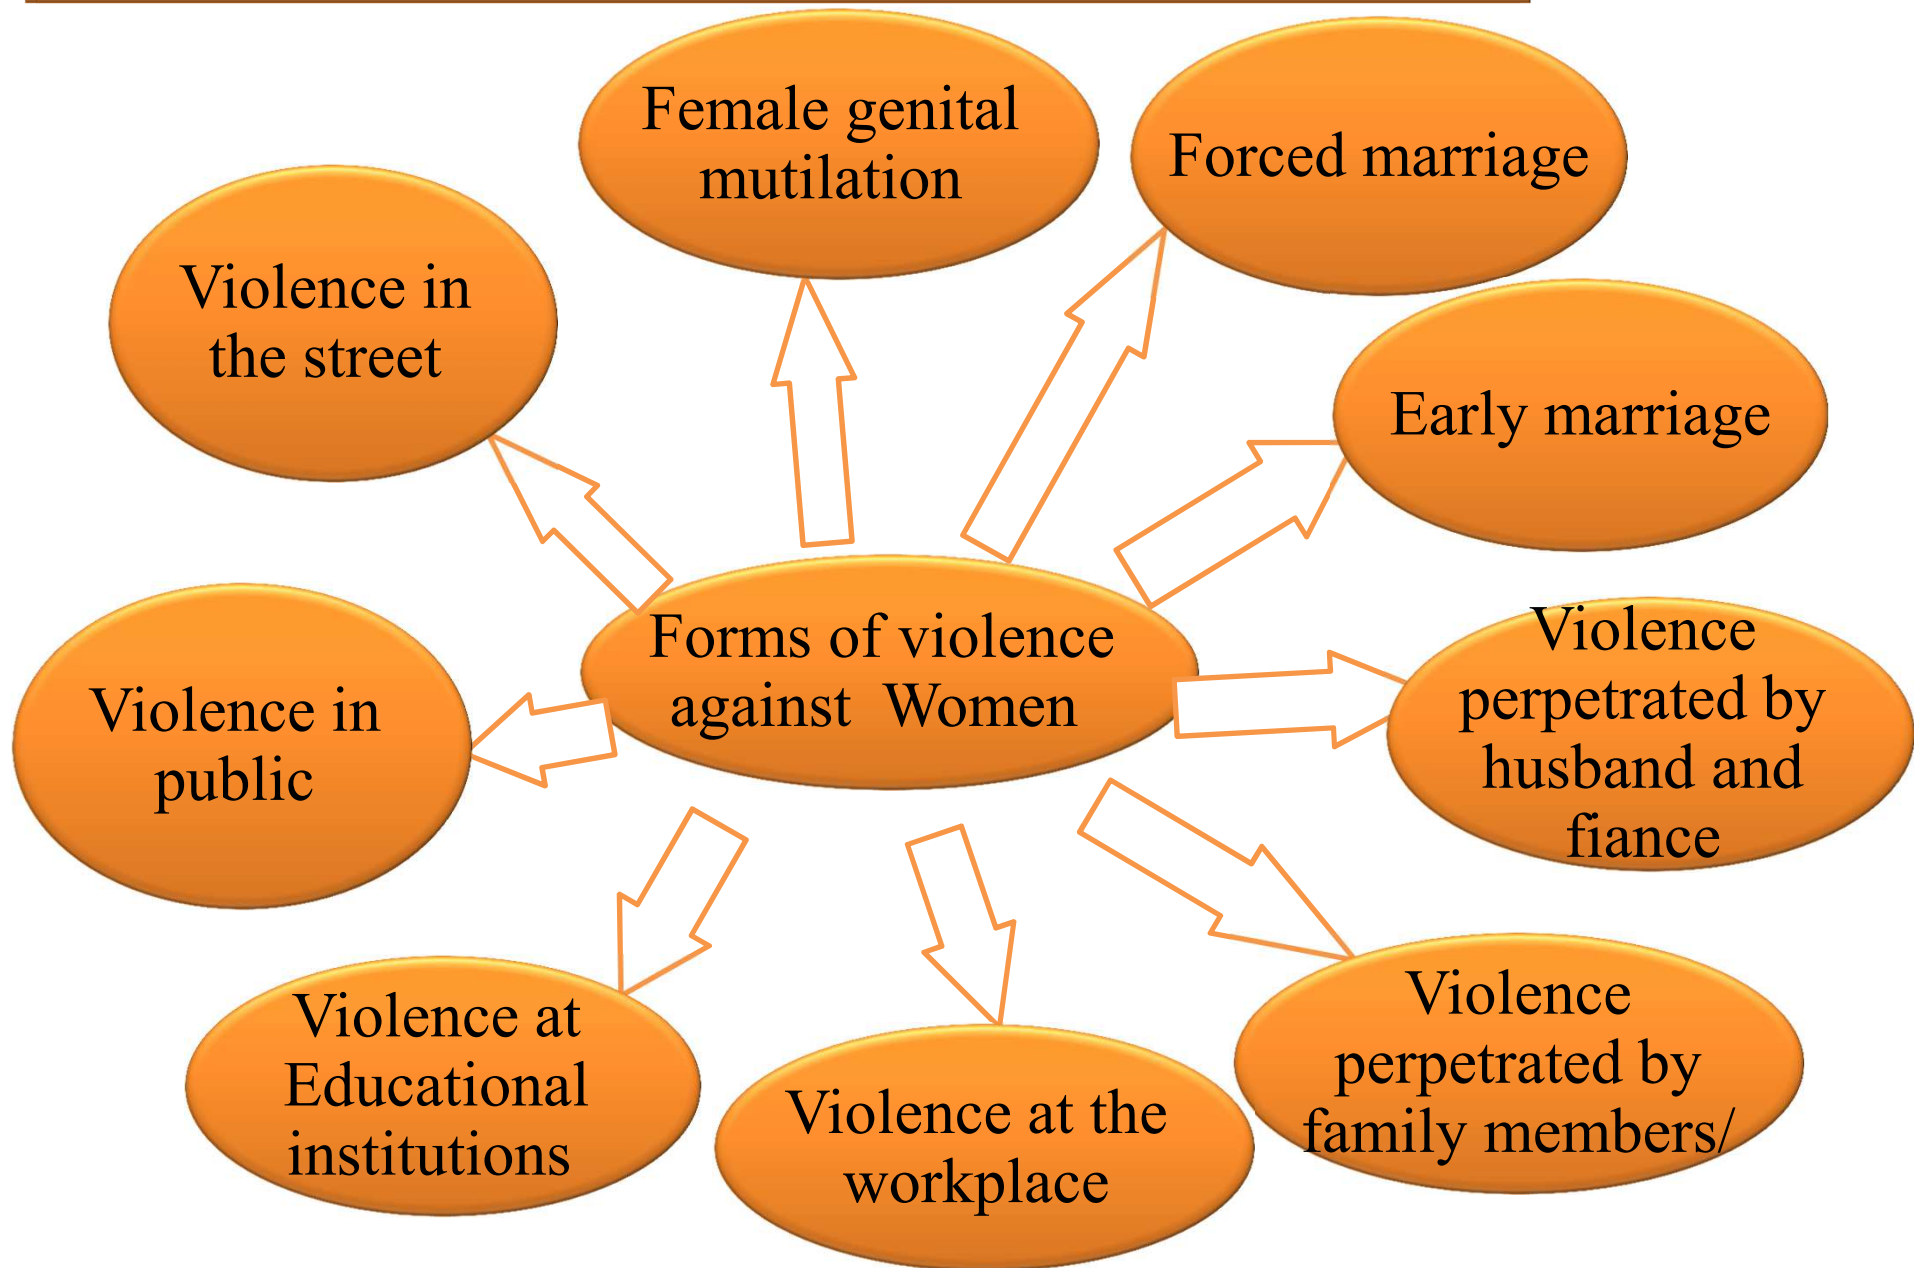 Female genital
mutilation
Forced marriage
Violence in
the street
Early marriage
Forms of violence
against  Women
Violence
perpetrated by
husband and
fiance
Violence in
public
Violence
perpetrated by
family members/
Violence at
Educational
institutions
Violence at the
workplace